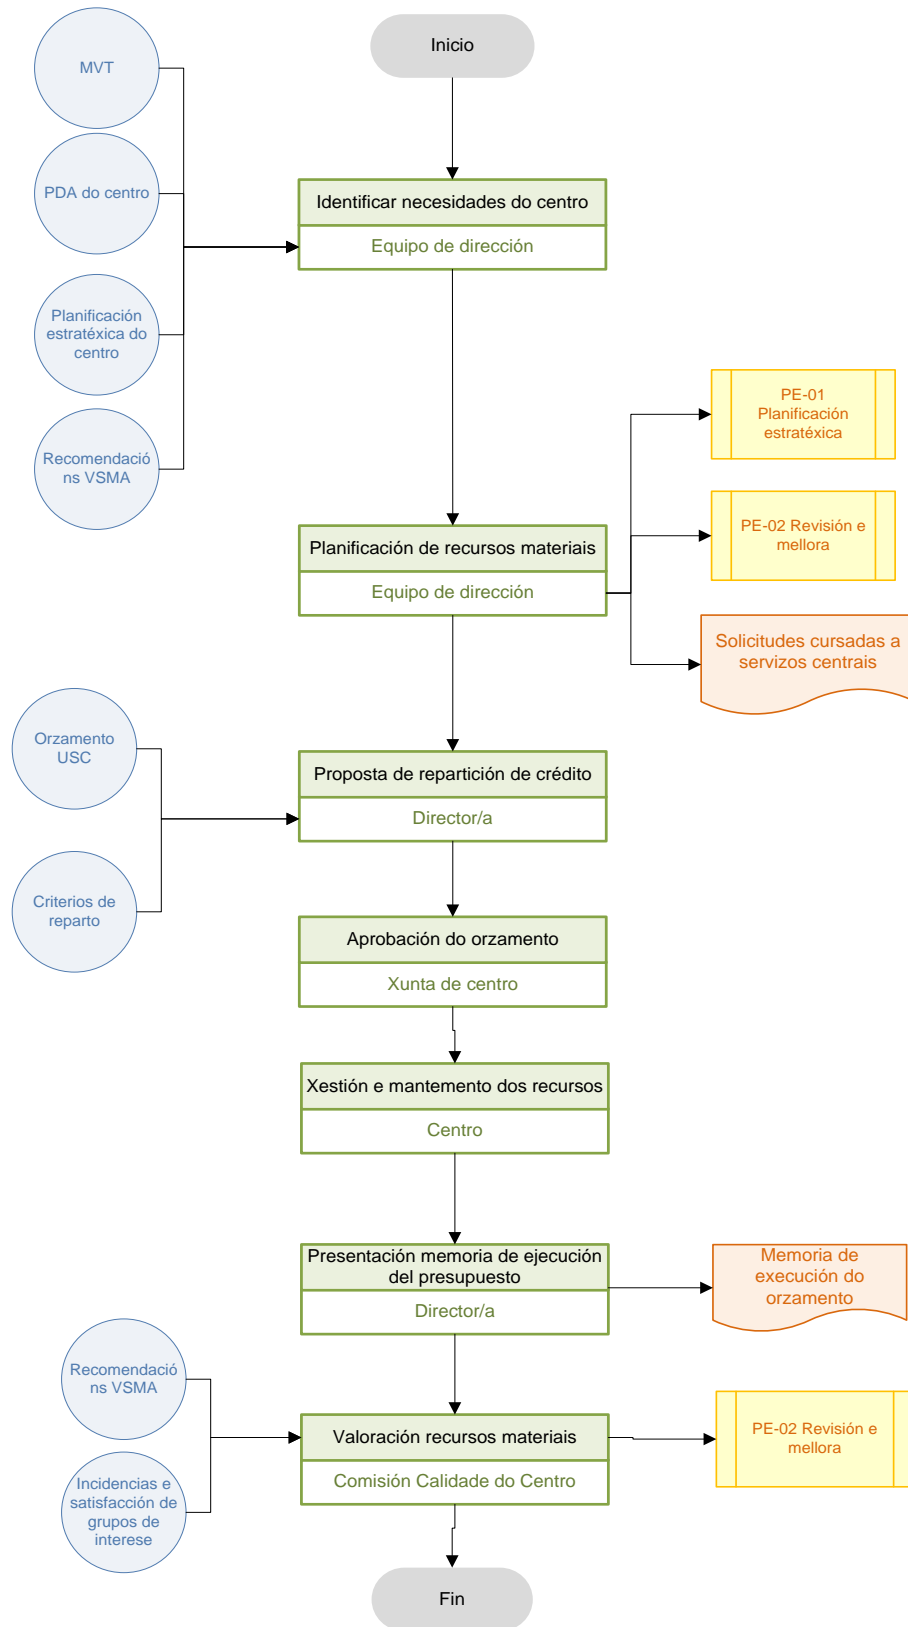 Inicio
MVT
PDA do centro
Identificar necesidades do centro
Equipo de dirección
Planificación
estratéxica do
centro
Recomendació
ns VSMA
PE-01
Planificación
estratéxica
PE-02 Revisión e
mellora
Planificación de recursos materiais
Equipo de dirección
Solicitudes cursadas a
servizos centrais
Orzamento
USC
Proposta de repartición de crédito
Director/a
Criterios de
reparto
Aprobación do orzamento
Xunta de centro
Xestión e mantemento dos recursos
Centro
Presentación memoria de ejecución
del presupuesto
Director/a
Memoria de
execución do
orzamento
Recomendació
ns VSMA
Valoración recursos materiais
Comisión Calidade do Centro
PE-02 Revisión e
mellora
Incidencias e
satisfacción de
grupos de
interese
Fin